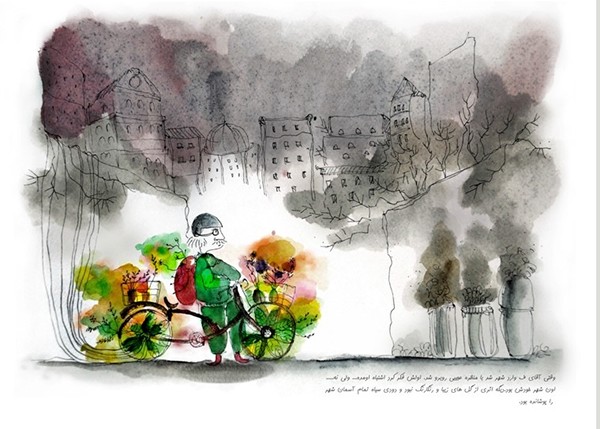 وقتی آقای ف وارد شهر شد با منظره عجیبی روبرو شد. اولش فکر کرد اشتباه اومده... ولی نه...
اون شهر خودش بود. دیگه اثری از گل های زیبا و رنگارنگ نبود و دودی سیاه تمام آسمان شهر
را پوشانده بود.